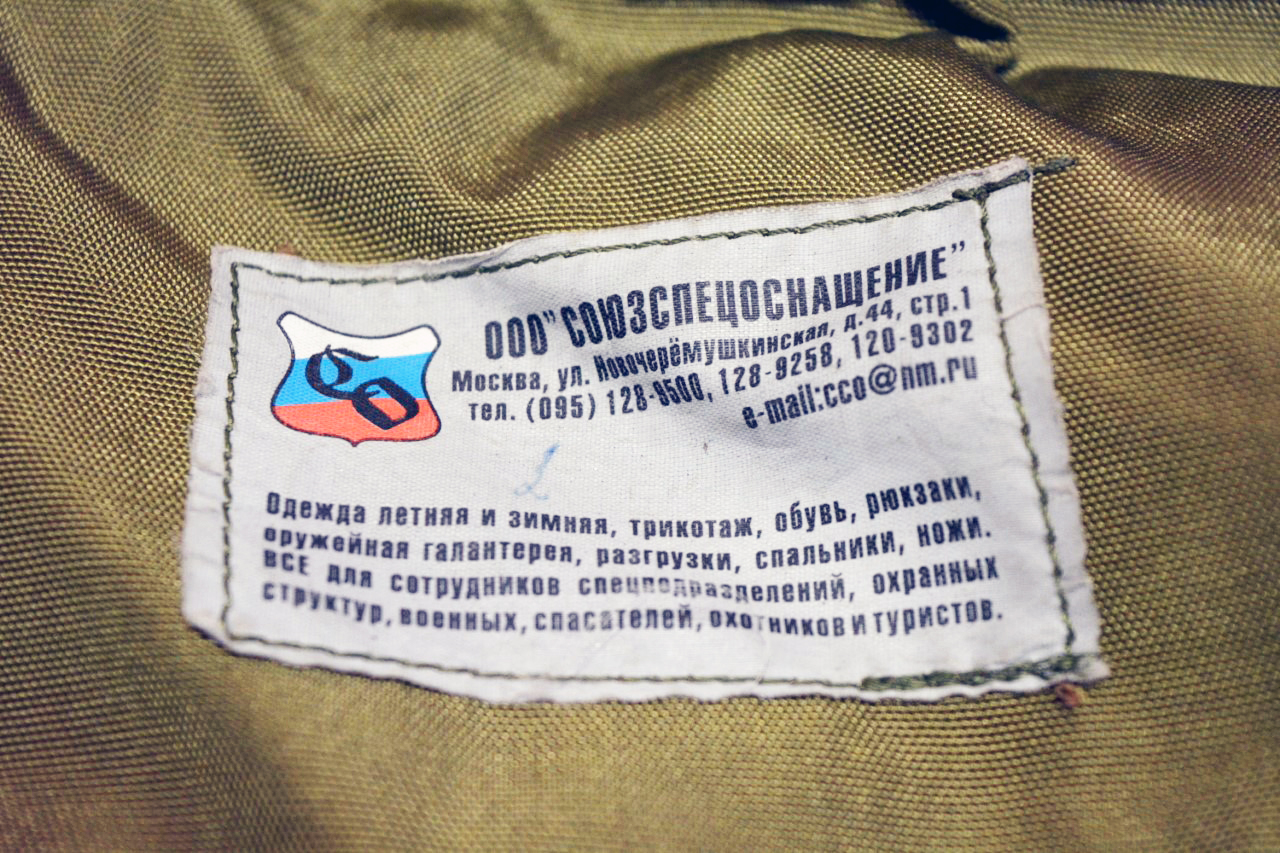 ООО"СОЮЗСПЕЦОСНАЩЕНИЕ"
Москва, ул. Новочерёмушкинская, д.44, стр.1
тел. (095) 128-9500, 128-9258, 120-9302
e-mail:cco@nm.ru
Со
2
Одежда летняя и зимняя, трикотаж, обувь, рюкзаки,
оружейная галантерея, разгрузки, спальники, ножи.
ВСЕ для сотрудников спецподразделений, охранных
структур, военных, спасателей, охотников и туристов.